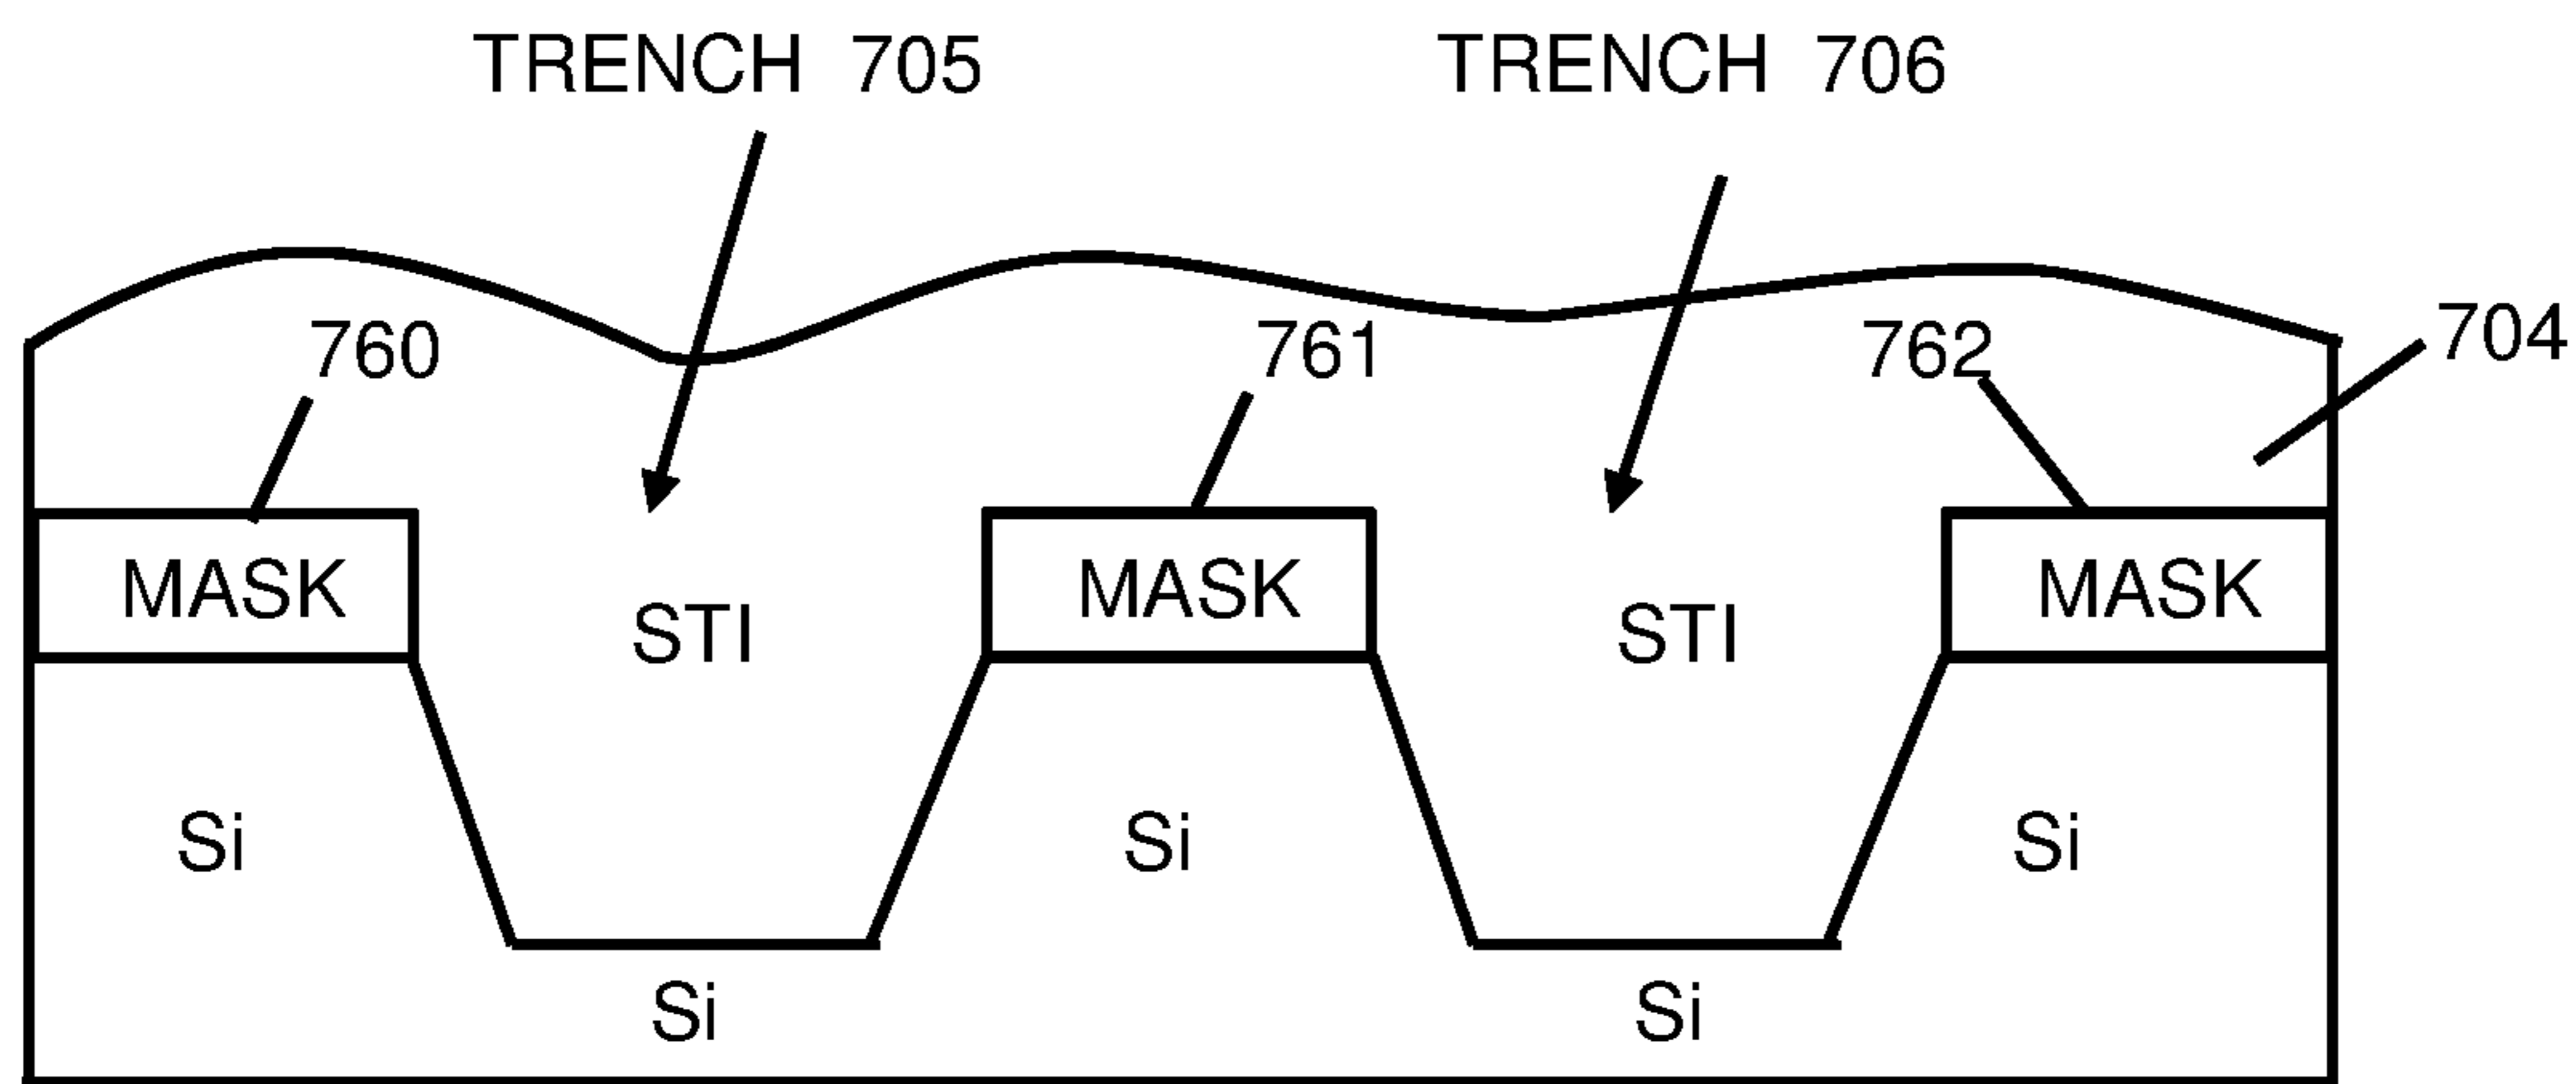 TRENCH 705 TRENCH 706
760 761 762 704
MASK MASK MASK
STI STI
Si Si Si
Si Si